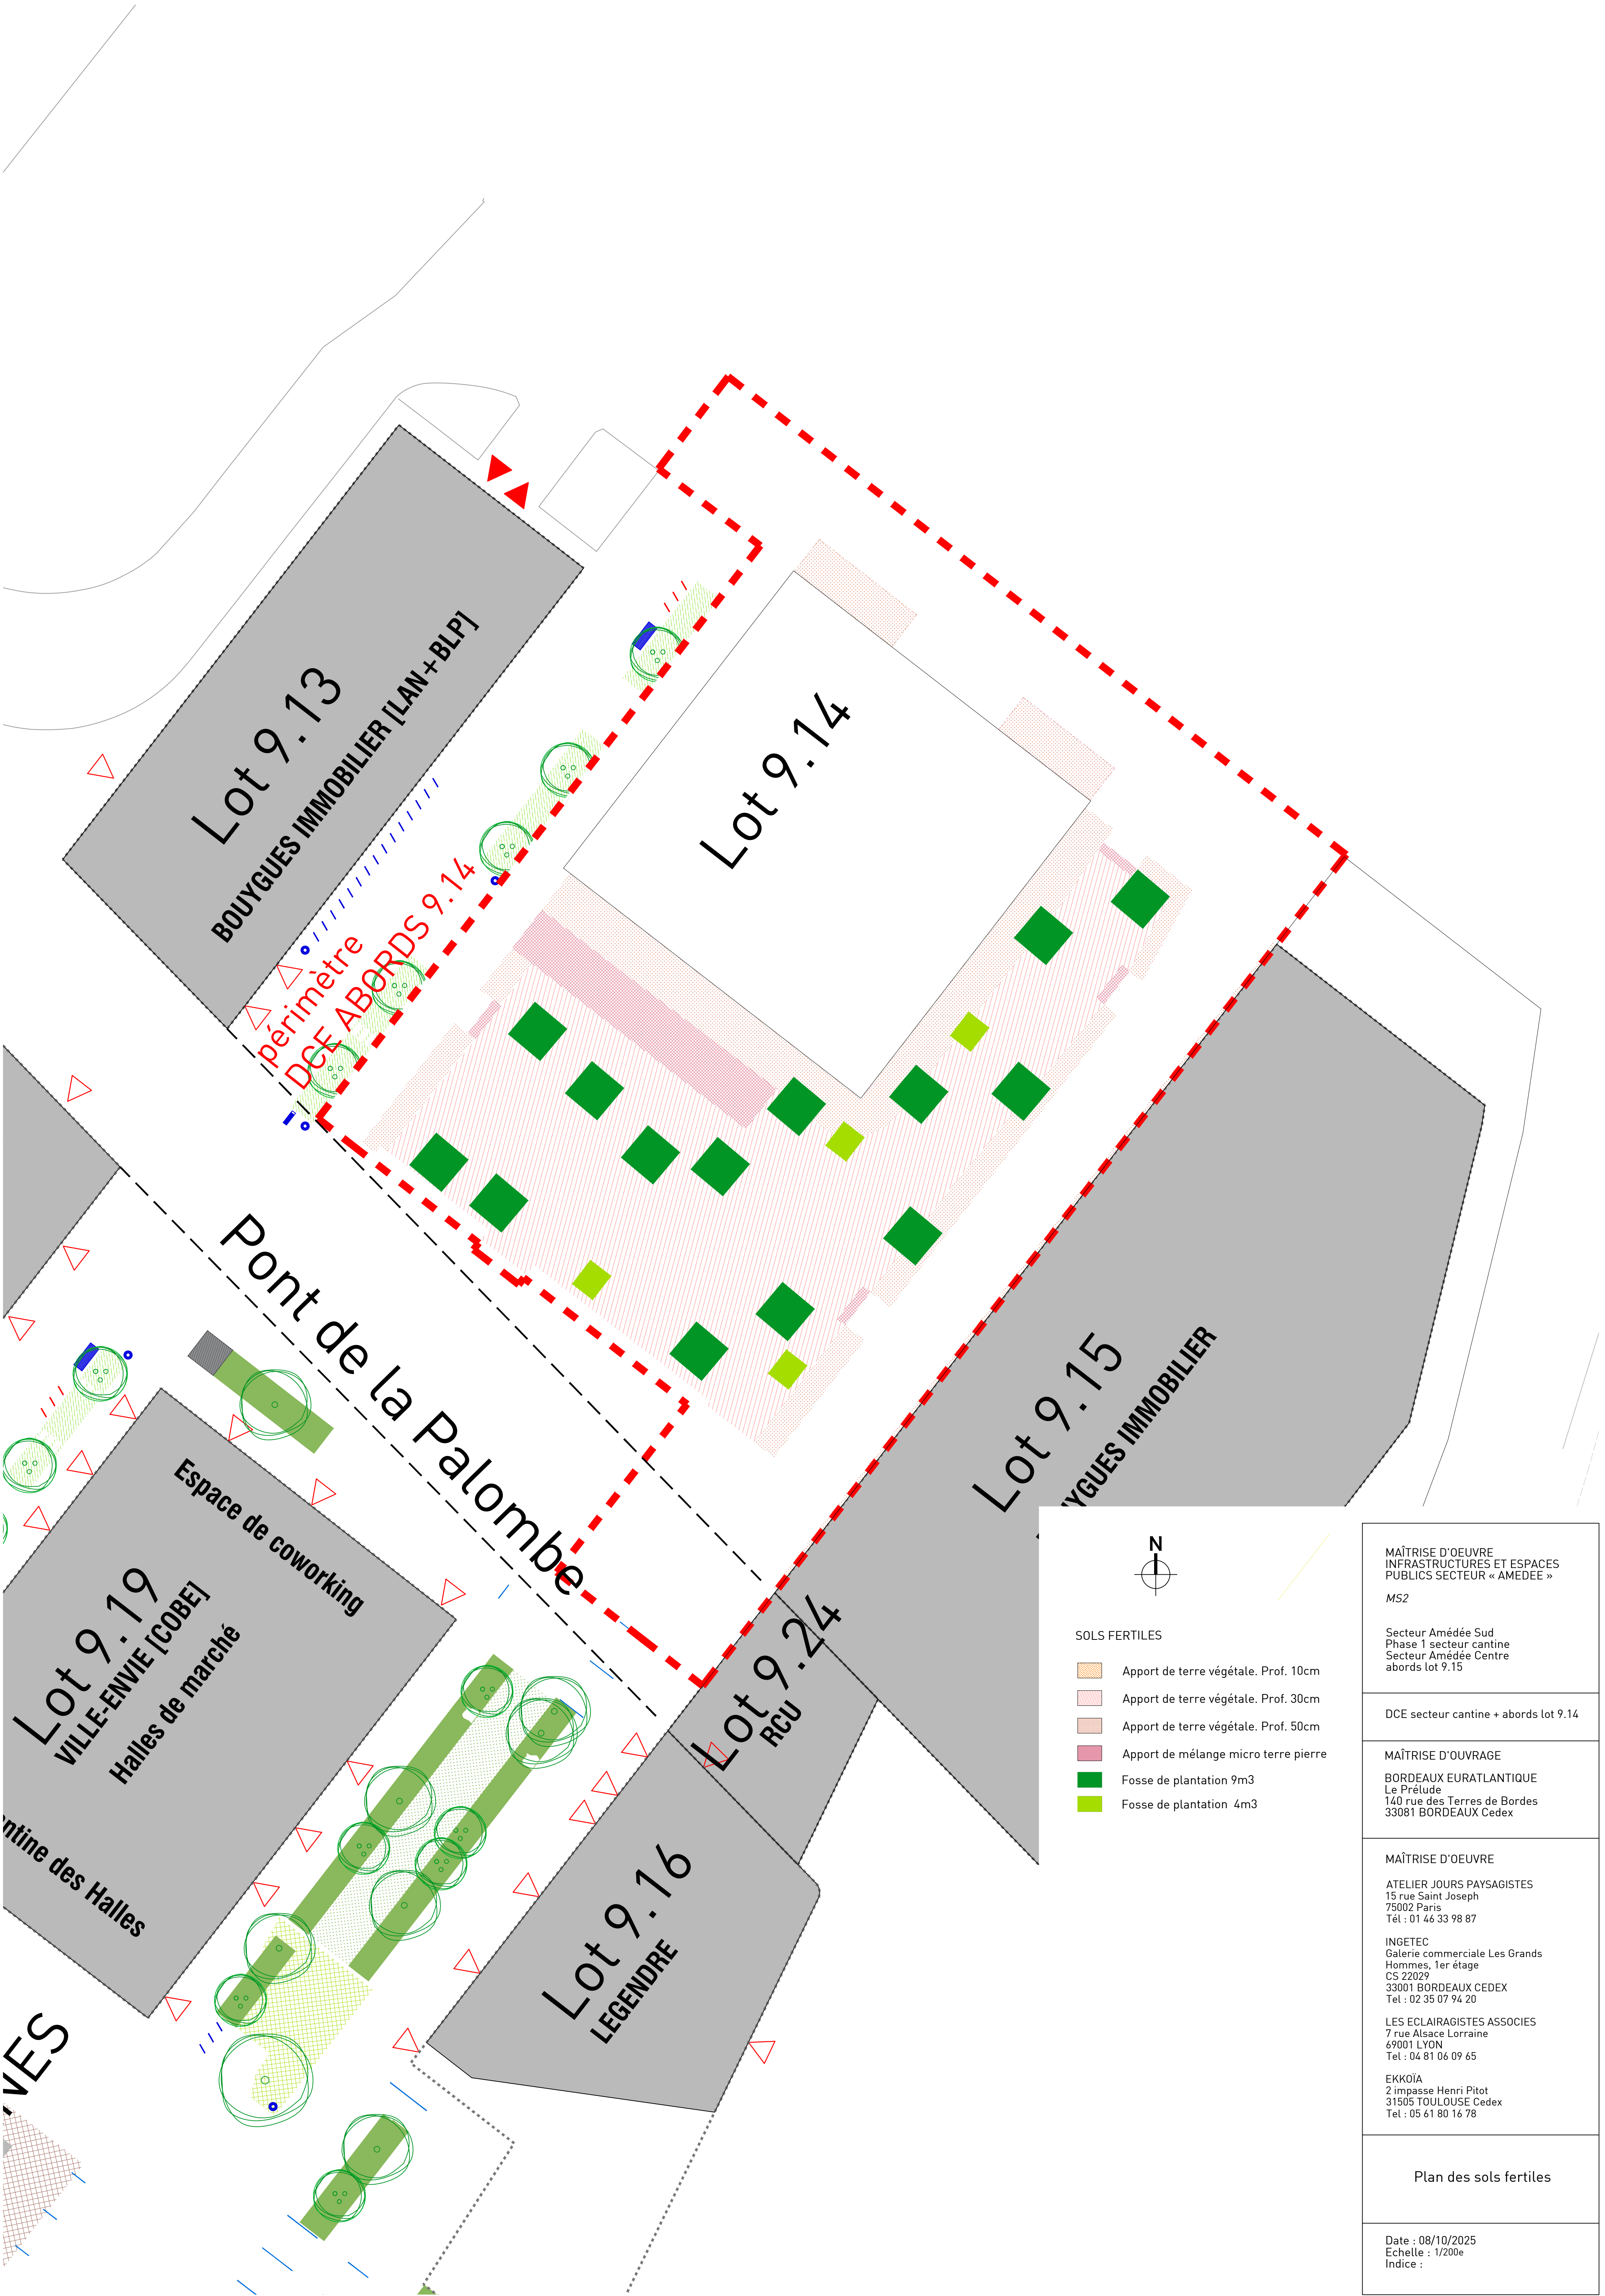 Lot 9.13
BOUYGUES IMMOBILIER [LAN+BLP]
périmètre
DCE ABORDS 9.14
Lot 9.14
Pont de la Palombe
Lot 9.15
YGUES IMMOBILIER
Espace de coworking
Lot 9.19
VILLE-ENVIE [COBE]
Halles de marché
ntine des Halles
Lot 9.24
RCU
Lot 9.16
LEGENDRE
VES
N
SOLS FERTILES
Apport de terre végétale. Prof. 10cm
Apport de terre végétale. Prof. 30cm
Apport de terre végétale. Prof. 50cm
Apport de mélange micro terre pierre
Fosse de plantation 9m3
Fosse de plantation 4m3
MAÎTRISE D'OEUVRE
INFRASTRUCTURES ET ESPACES
PUBLICS SECTEUR « AMEDEE »
MS2
Secteur Amédée Sud
Phase 1 secteur cantine
Secteur Amédée Centre
abords lot 9.15
DCE secteur cantine + abords lot 9.14
MAÎTRISE D'OUVRAGE
BORDEAUX EURATLANTIQUE
Le Prélude
140 rue des Terres de Bordes
33081 BORDEAUX Cedex
MAÎTRISE D'OEUVRE
ATELIER JOURS PAYSAGISTES
15 rue Saint Joseph
75002 Paris
Tél : 01 46 33 98 87
INGETEC
Galerie commerciale Les Grands
Hommes, 1er étage
CS 22029
33001 BORDEAUX CEDEX
Tel : 02 35 07 94 20
LES ECLAIRAGISTES ASSOCIES
7 rue Alsace Lorraine
69001 LYON
Tel : 04 81 06 09 65
EKKOÏA
2 impasse Henri Pitot
31505 TOULOUSE Cedex
Tel : 05 61 80 16 78
Plan des sols fertiles
Date : 08/10/2025
Echelle : 1/200e
Indice :